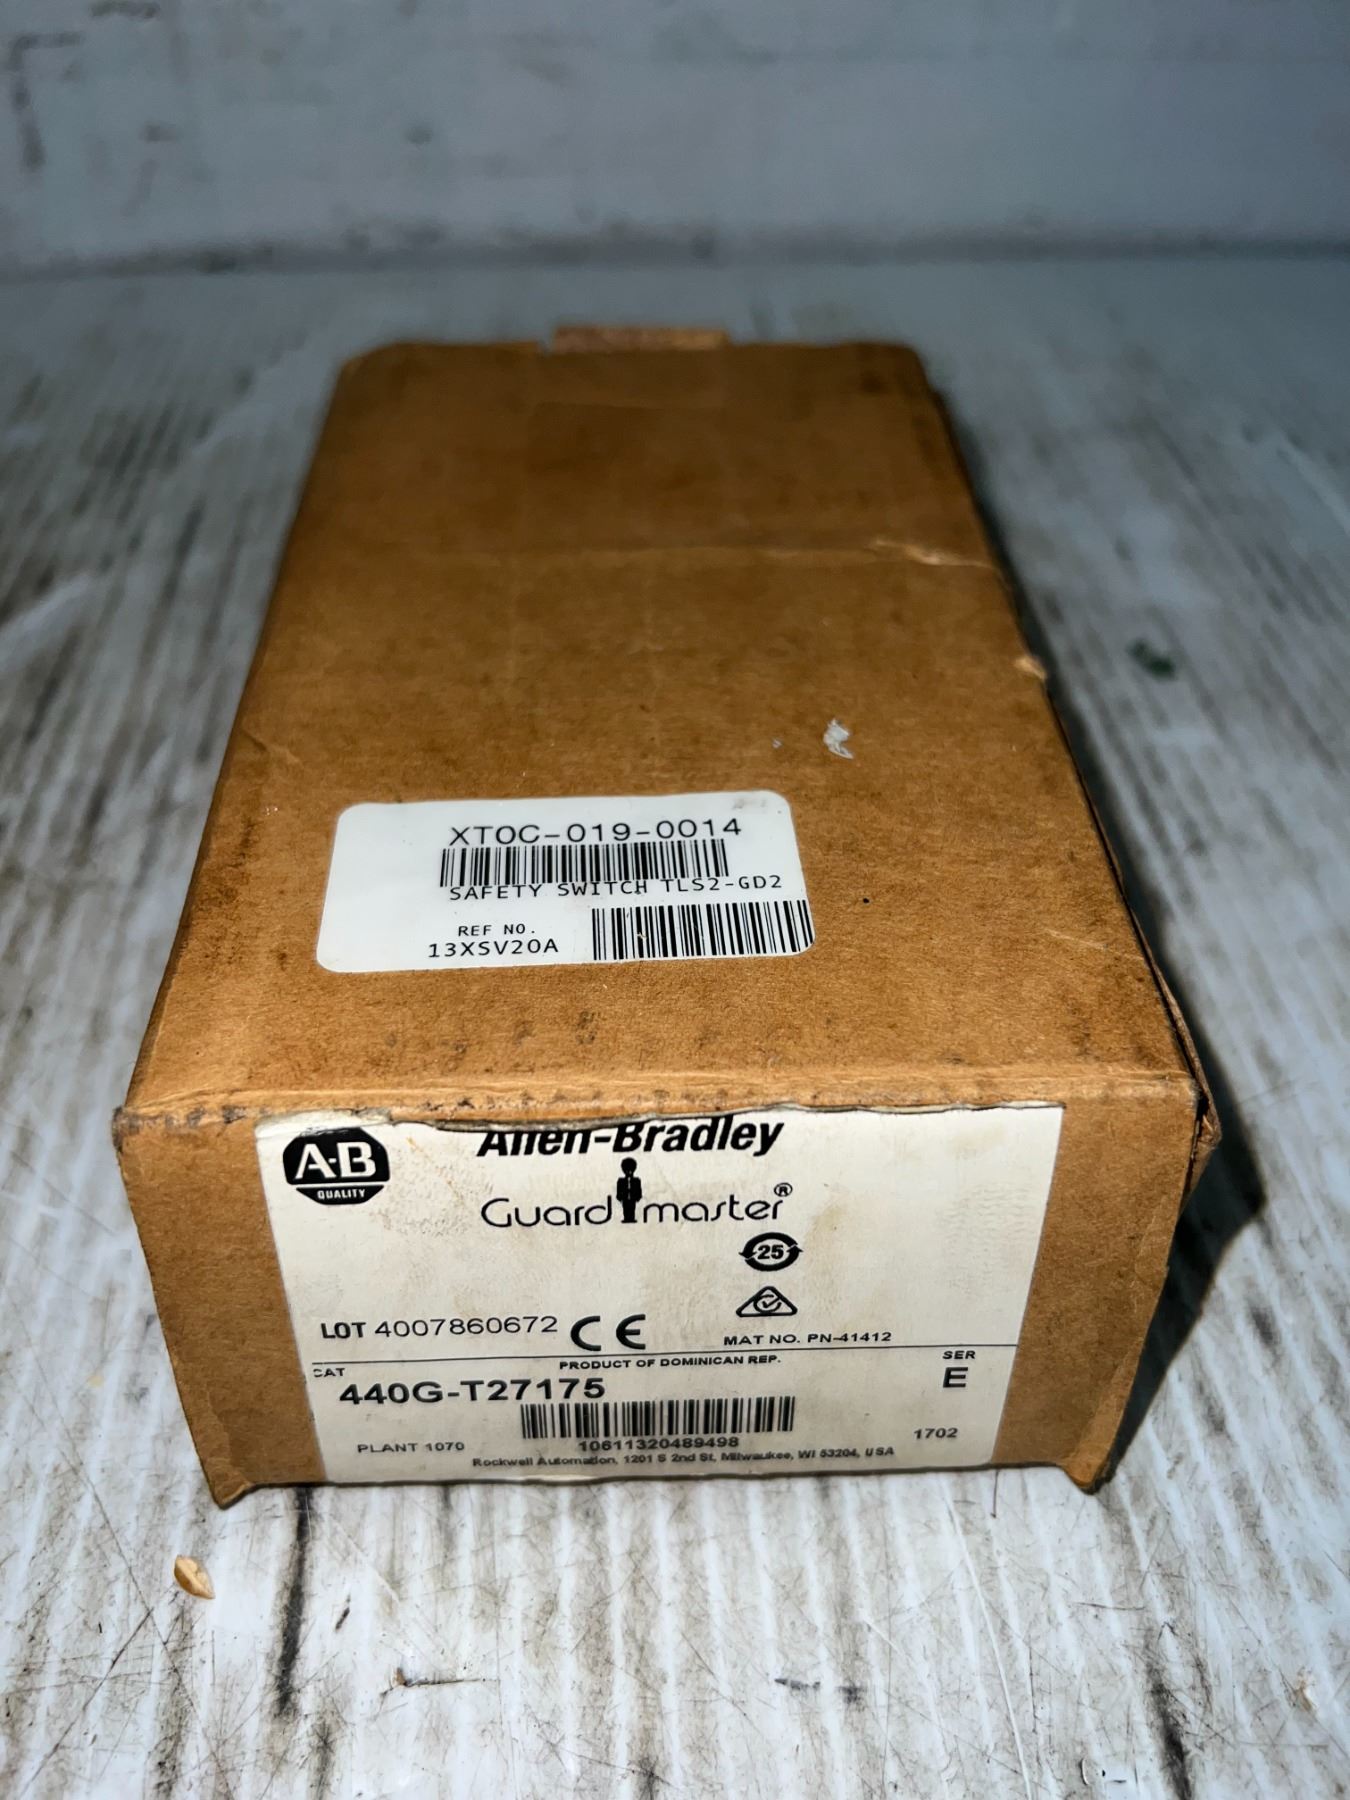 XT0C-019-0014
SAFETY SWITCH TLS2-GD2
REF NO.
13XSV20A
A-B
QUALITY
Allen-Bradley
Guardmaster®
25
LOT 4007860672 CE
MAT NO. PN-41412
PRODUCT OF DOMINICAN REP.
CAT
SER
440G-T27175
E
10611320489498
PLANT 1070
1702
Rockwell Automation, 1201 S 2nd St, Milwaukee, WI 53204, USA